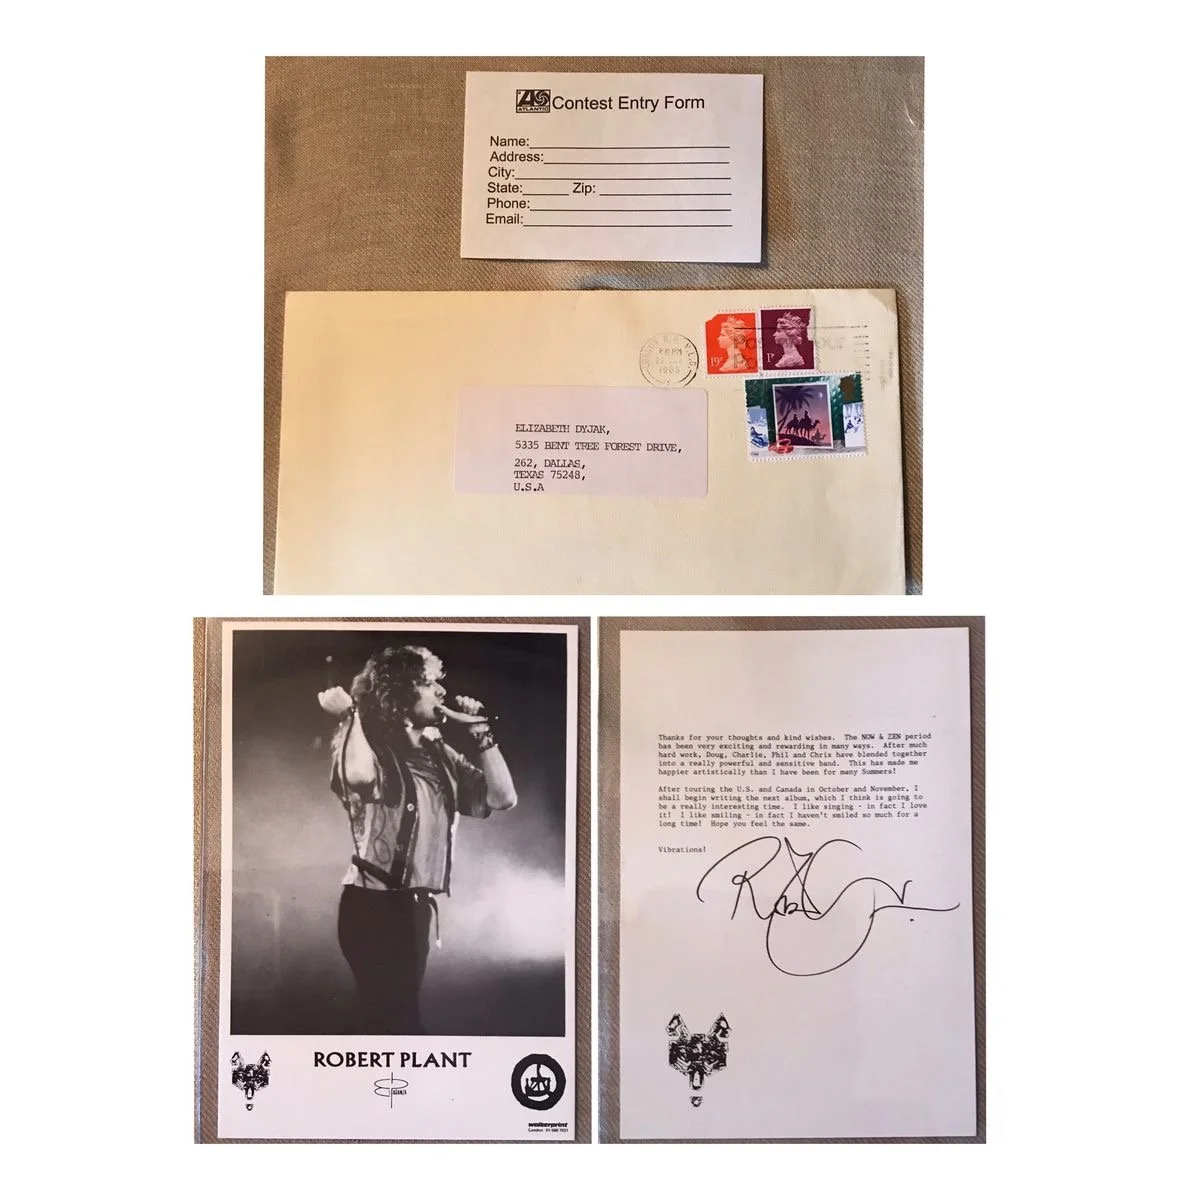 ATLANTIC Contest Entry Form
Name:
Address:
City:
State: Zip:
Phone:
Email:
1988
19P
1P
ELIZABETH DYJAK,
5335 BENT TREE FOREST DRIVE,
262, DALLAS,
TEXAS 75248,
U.S.A
ROBERT PLANT
ESPARANZA
walkerprint
London 01-580 7031
Thanks for your thoughts and kind wishes. The NOW & ZEN period
has been very exciting and rewarding in many ways. After much
hard work, Doug, Charlie, Phil and Chris have blended together
into a really powerful and sensitive band. This has made me
happier artistically than I have been for many Summers!
After touring the U.S. and Canada in October and November, I
shall begin writing the next album, which I think is going to
be a really interesting time. I like singing - in fact I love
it! I like smiling - in fact I haven't smiled so much for a
long time! Hope you feel the same.
Vibrations!